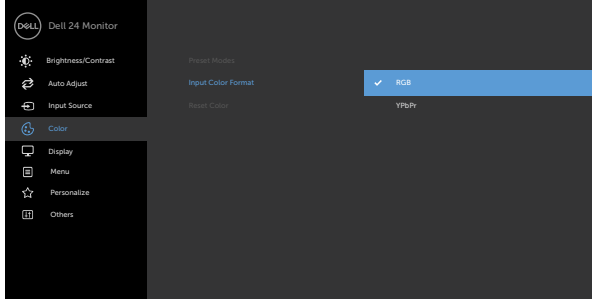 DELL
Dell 24 Monitor
Brightness/Contrast
Auto Adjust
Input Source
Color
Display
Menu
Personalize
Others
Preset Modes
Input Color Format
Reset Color
RGB
YPbPr